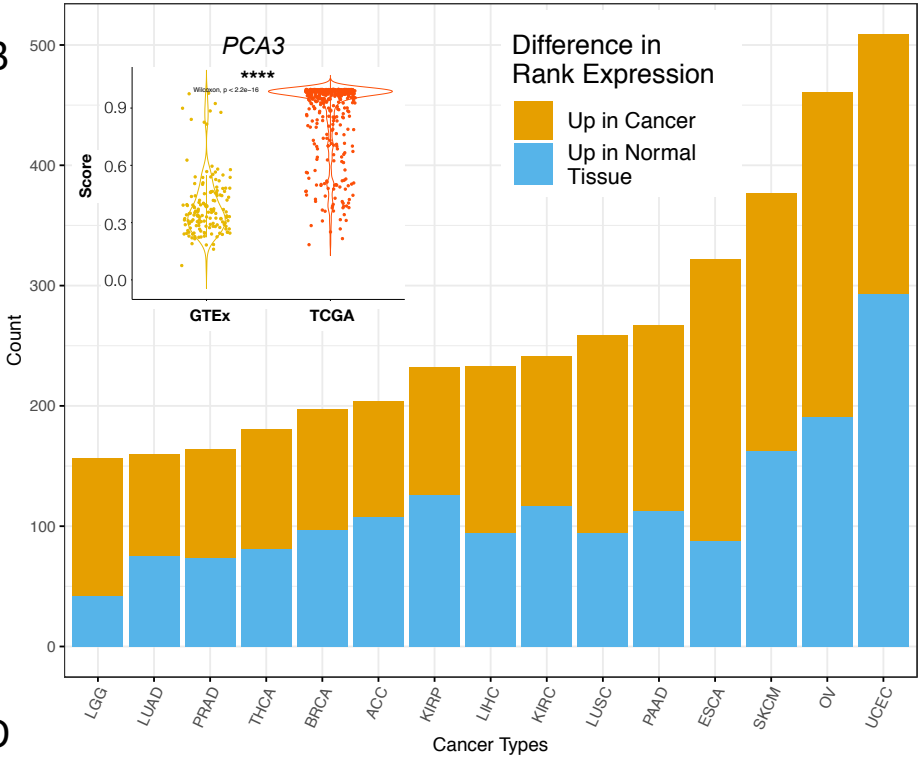 PCA3
****
Wilcoxon, p < 2.2e−16
Score
0.9
0.6
0.3
0.0
GTEx
TCGA
Difference in
Rank Expression
Up in Cancer
Up in Normal
Tissue
Count
500
400
300
200
100
0
LGG
LUAD
PRAD
THCA
BRCA
ACC
KIRP
LIHC
KIRC
LUSC
PAAD
ESCA
SKCM
OV
UCEC
Cancer Types